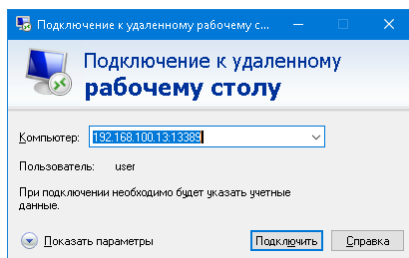 Подключение к удаленному рабочему с...
Подключение к удаленному
рабочему столу
Компьютер: 192.168.100.13:13389
Пользователь: user
При подключении необходимо будет указать учетные
данные.
Показать параметры Подключить Справка